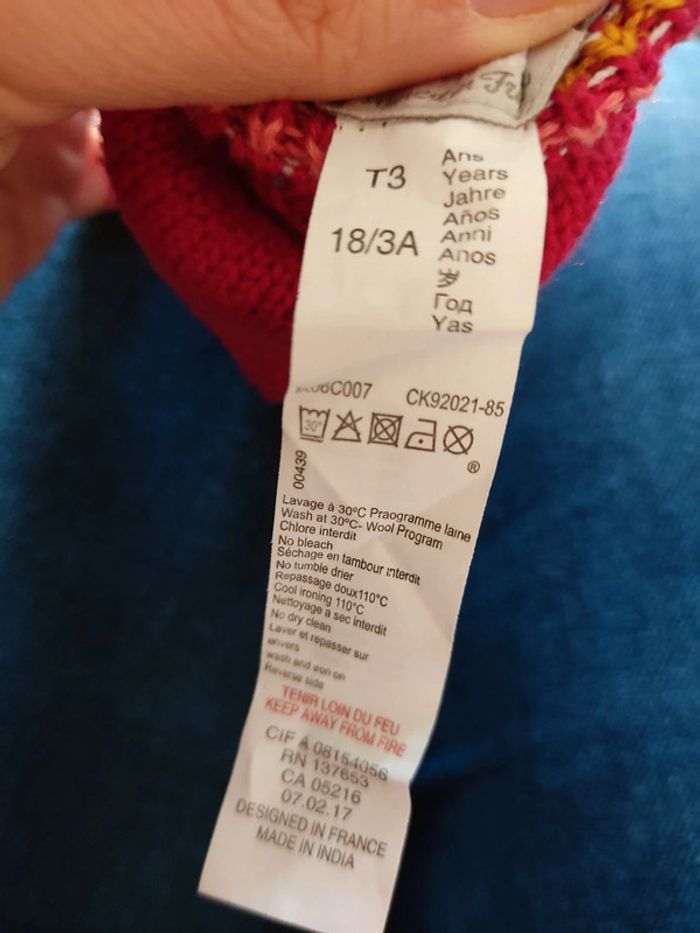 T3
18/3A
Ans
Years
Jahre
Años
Anni
Anos
岁
Год
Yas
CK92021-85
30°
®
00439
Lavage à 30ºC Praogramme laine
Wash at 30ºC- Wool Program
Chlore interdit
No bleach
Séchage en tambour interdit
No tumble drier
Repassage doux110°C
Cool ironing 110°C
Nettoyage a sec interdit
No dry clean
Laver et repasser sur
envers
wash and iron on
Reverse side
TENIR LOIN DU FEU
KEEP AWAY FROM FIRE
CIF A 08154056
RN 137653
CA 05216
07.02.17
DESIGNED IN FRANCE
MADE IN INDIA